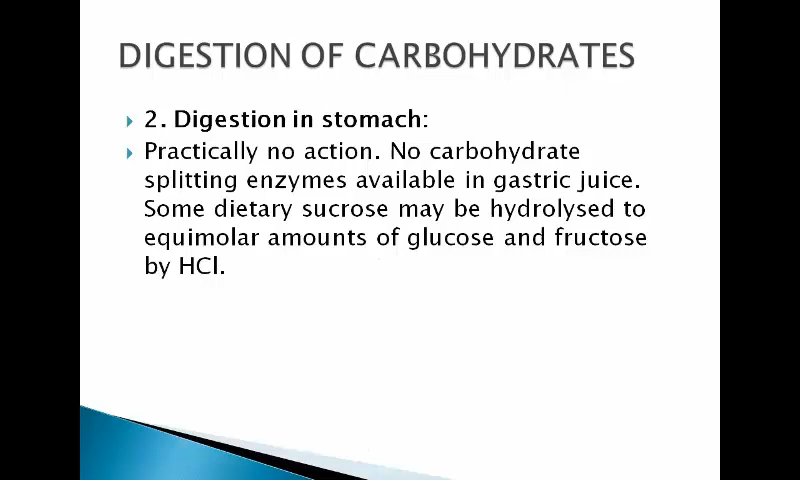 DIGESTION OF CARBOHYDRATES
2. Digestion in stomach:
Practically no action. No carbohydrate
splitting enzymes available in gastric juice.
Some dietary sucrose may be hydrolysed to
equimolar amounts of glucose and fructose
by HCl.